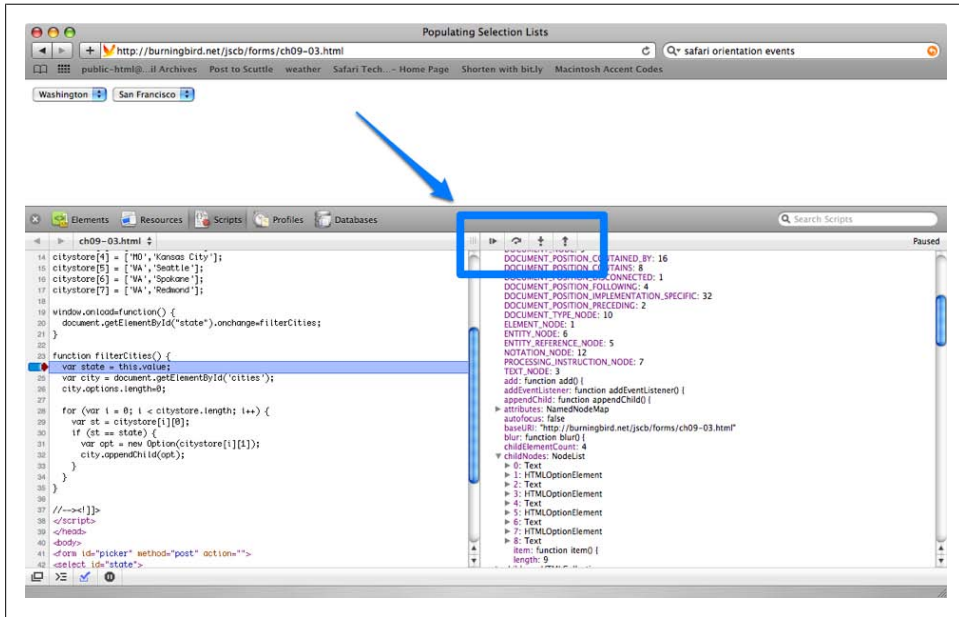 Populating Selection Lists
http://burningbird.net/jscb/forms/ch09-03.html
safari orientation events
public-html@...il Archives Post to Scuttle weather Safari Tech...- Home Page Shorten with bit.ly Macintosh Accent Codes
Washington San Francisco
Elements Resources Scripts Profiles Databases Search Scripts
ch09-03.html Paused
14 citystore[4] = ['MO','Kansas City'];
15 citystore[5] = ['WA','Seattle'];
16 citystore[6] = ['WA','Spokane'];
17 citystore[7] = ['WA','Redmond'];
18
19 window.onload=function() {
20 document.getElementById("state").onchange=filterCities;
21 }
22
23 function filterCities() {
var state = this.value;
25 var city = document.getElementById('cities');
26 city.options.length=0;
27
28 for (var i = 0; i < citystore.length; i++) {
29 var st = citystore[i][0];
30 if (st == state) {
31 var opt = new Option(citystore[i][1]);
32 city.appendChild(opt);
33 }
34 }
35 }
36
37 //--><!]]>
38 </script>
39 </head>
40 <body>
41 <form id="picker" method="post" action="">
42 <select id="state">
DOCUMENT_POSITION_CONTAINED_BY: 16
DOCUMENT_POSITION_CONTAINS: 8
DOCUMENT_POSITION_DISCONNECTED: 1
DOCUMENT_POSITION_FOLLOWING: 4
DOCUMENT_POSITION_IMPLEMENTATION_SPECIFIC: 32
DOCUMENT_POSITION_PRECEDING: 2
DOCUMENT_TYPE_NODE: 10
ELEMENT_NODE: 1
ENTITY_NODE: 6
ENTITY_REFERENCE_NODE: 5
NOTATION_NODE: 12
PROCESSING_INSTRUCTION_NODE: 7
TEXT_NODE: 3
add: function add() {
addEventListener: function addEventListener() {
appendChild: function appendChild() {
attributes: NamedNodeMap
autofocus: false
baseURI: "http://burningbird.net/jscb/forms/ch09-03.html"
blur: function blur() {
childElementCount: 4
childNodes: NodeList
0: Text
1: HTMLOptionElement
2: Text
3: HTMLOptionElement
4: Text
5: HTMLOptionElement
6: Text
7: HTMLOptionElement
8: Text
item: function item() {
length: 9